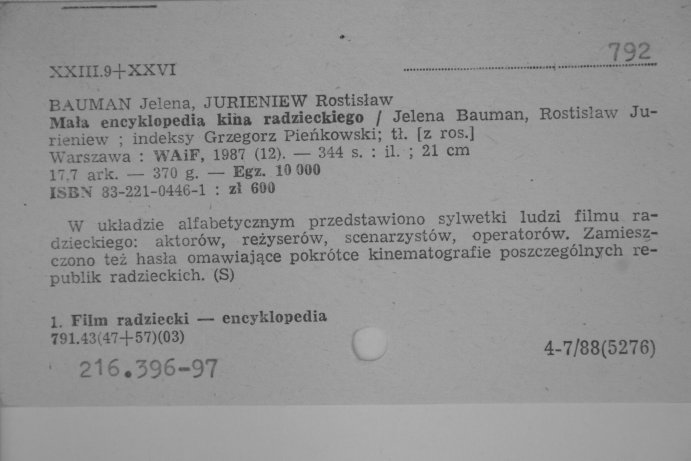 792
XXIII.9+XXVI
BAUMAN Jelena, JURIENIEW Rostisław
Mała encyklopedia kina radzieckiego / Jelena Bauman, Rostisław Ju-
rieniew ; indeksy Grzegorz Pieńkowski; tł. [z ros.]
Warszawa : WAiF, 1987 (12). — 344 s. : il. ; 21 cm
17,7 ark. — 370 g. — Egz. 10 000
ISBN 83-221-0446-1 : zł 600
W układzie alfabetycznym przedstawiono sylwetki ludzi filmu ra-
dzieckiego: aktorów, reżyserów, scenarzystów, operatorów. Zamiesz-
czono też hasła omawiające pokrótce kinematografie poszczególnych re-
publik radzieckich. (S)
1. Film radziecki — encyklopedia
791.43(47+57)(03)
4-7/88(5276)
216.396-97